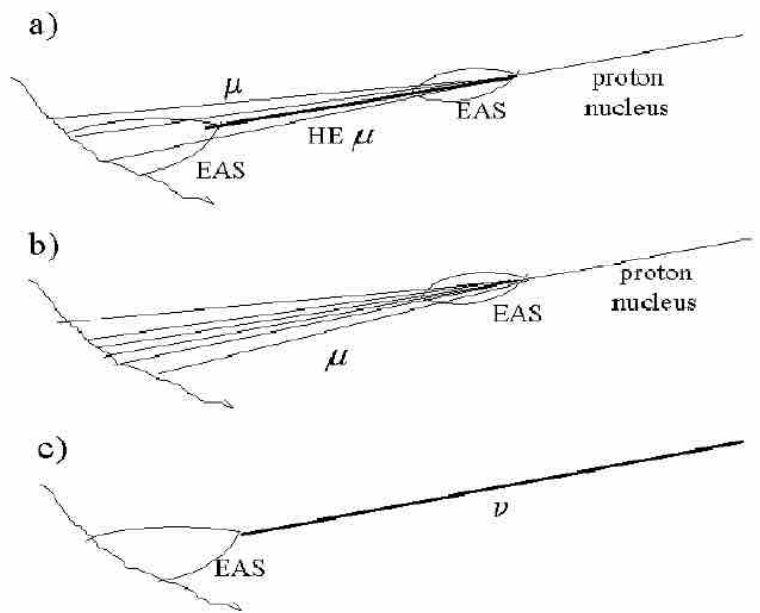 a)
proton
nucleus
μ
HE μ
EAS
EAS
b)
proton
nucleus
EAS
μ
c)
ν
EAS